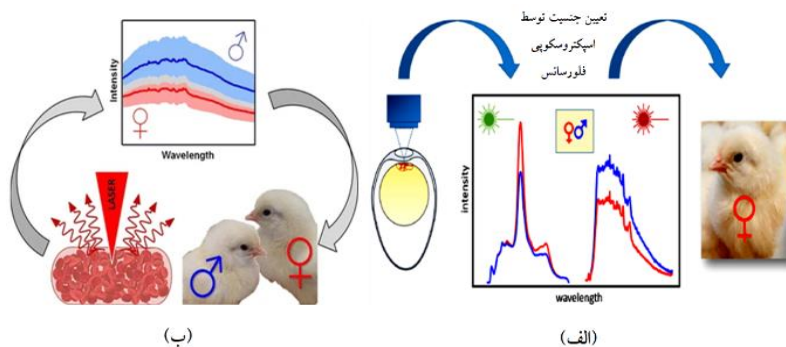 تعیین جنسیت توسط
اسپکتروسکوپی
فلورسانس
intensity
wavelength
(الف)
Intensity
Wavelength
LASER
(ب)